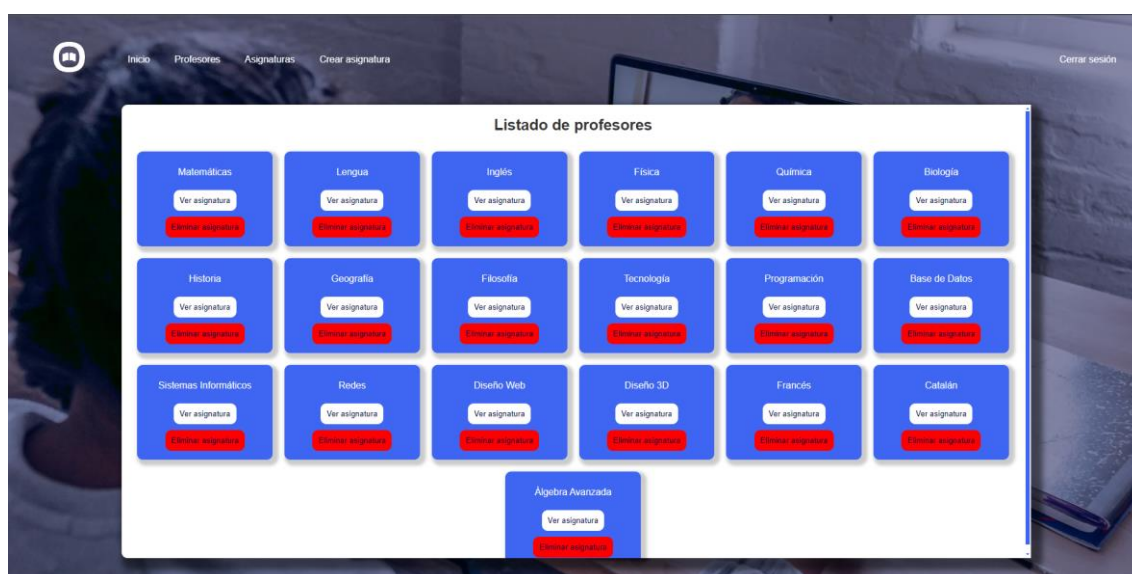 Inicio Profesores Asignaturas Crear asignatura Cerrar sesión
Listado de profesores
Matemáticas Lengua Inglés Física Química Biología
Ver asignatura Ver asignatura Ver asignatura Ver asignatura Ver asignatura Ver asignatura
Eliminar asignatura Eliminar asignatura Eliminar asignatura Eliminar asignatura Eliminar asignatura Eliminar asignatura
Historia Geografía Filosofía Tecnología Programación Base de Datos
Ver asignatura Ver asignatura Ver asignatura Ver asignatura Ver asignatura Ver asignatura
Eliminar asignatura Eliminar asignatura Eliminar asignatura Eliminar asignatura Eliminar asignatura Eliminar asignatura
Sistemas Informáticos Redes Diseño Web Diseño 3D Francés Catalán
Ver asignatura Ver asignatura Ver asignatura Ver asignatura Ver asignatura Ver asignatura
Eliminar asignatura Eliminar asignatura Eliminar asignatura Eliminar asignatura Eliminar asignatura Eliminar asignatura
Álgebra Avanzada
Ver asignatura
Eliminar asignatura